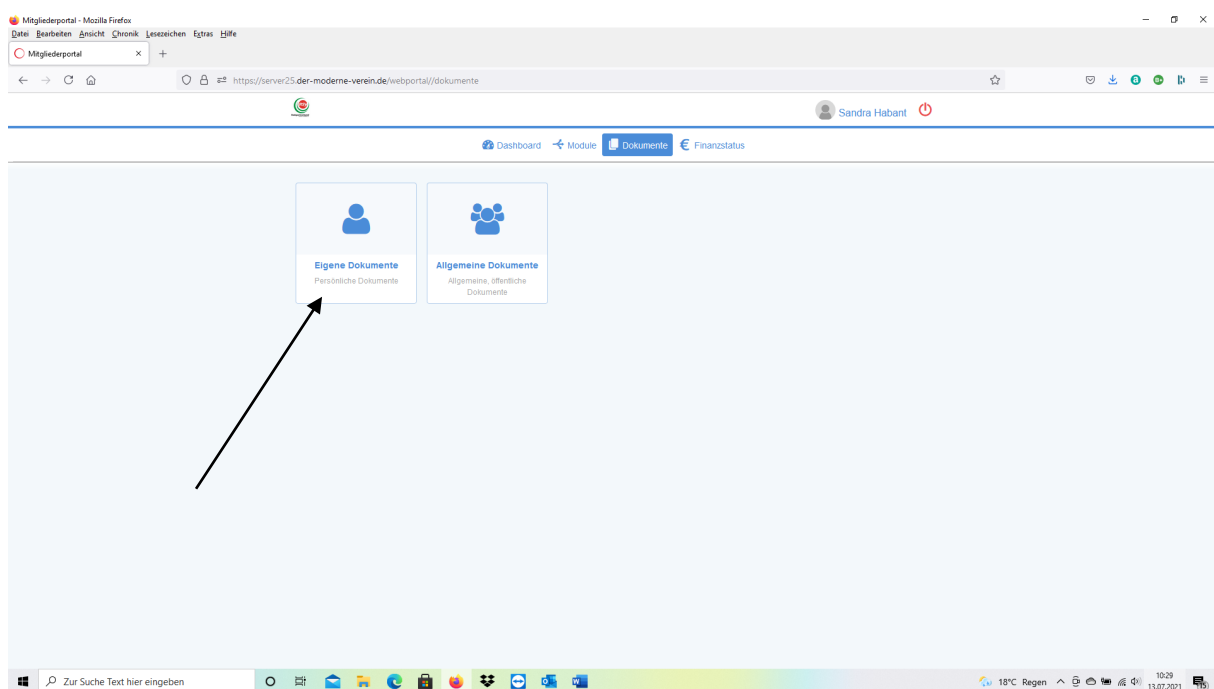 Mitgliederportal - Mozilla Firefox
Datei Bearbeiten Ansicht Chronik Lesezeichen Extras Hilfe
Mitgliederportal
https://server25.der-moderne-verein.de/webportal//dokumente
Sandra Habant
Dashboard Module Dokumente Finanzstatus
Eigene Dokumente
Persönliche Dokumente
Allgemeine Dokumente
Allgemeine, öffentliche
Dokumente
Zur Suche Text hier eingeben
18°C Regen
10:29
13.07.2021